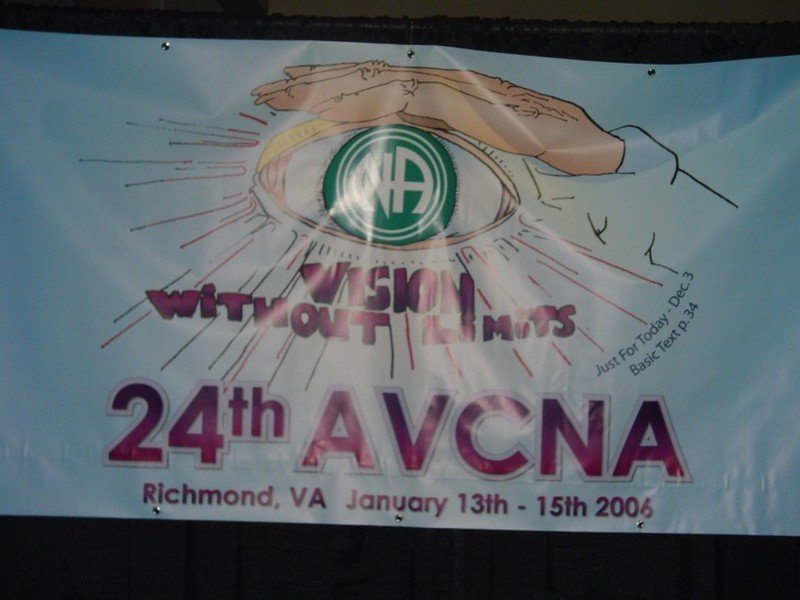 NA
VISION
WiTHOUT LiMiTS
Just For Today - Dec. 3
Basic Text p. 34
24th AVCNA
Richmond, VA January 13th - 15th 2006